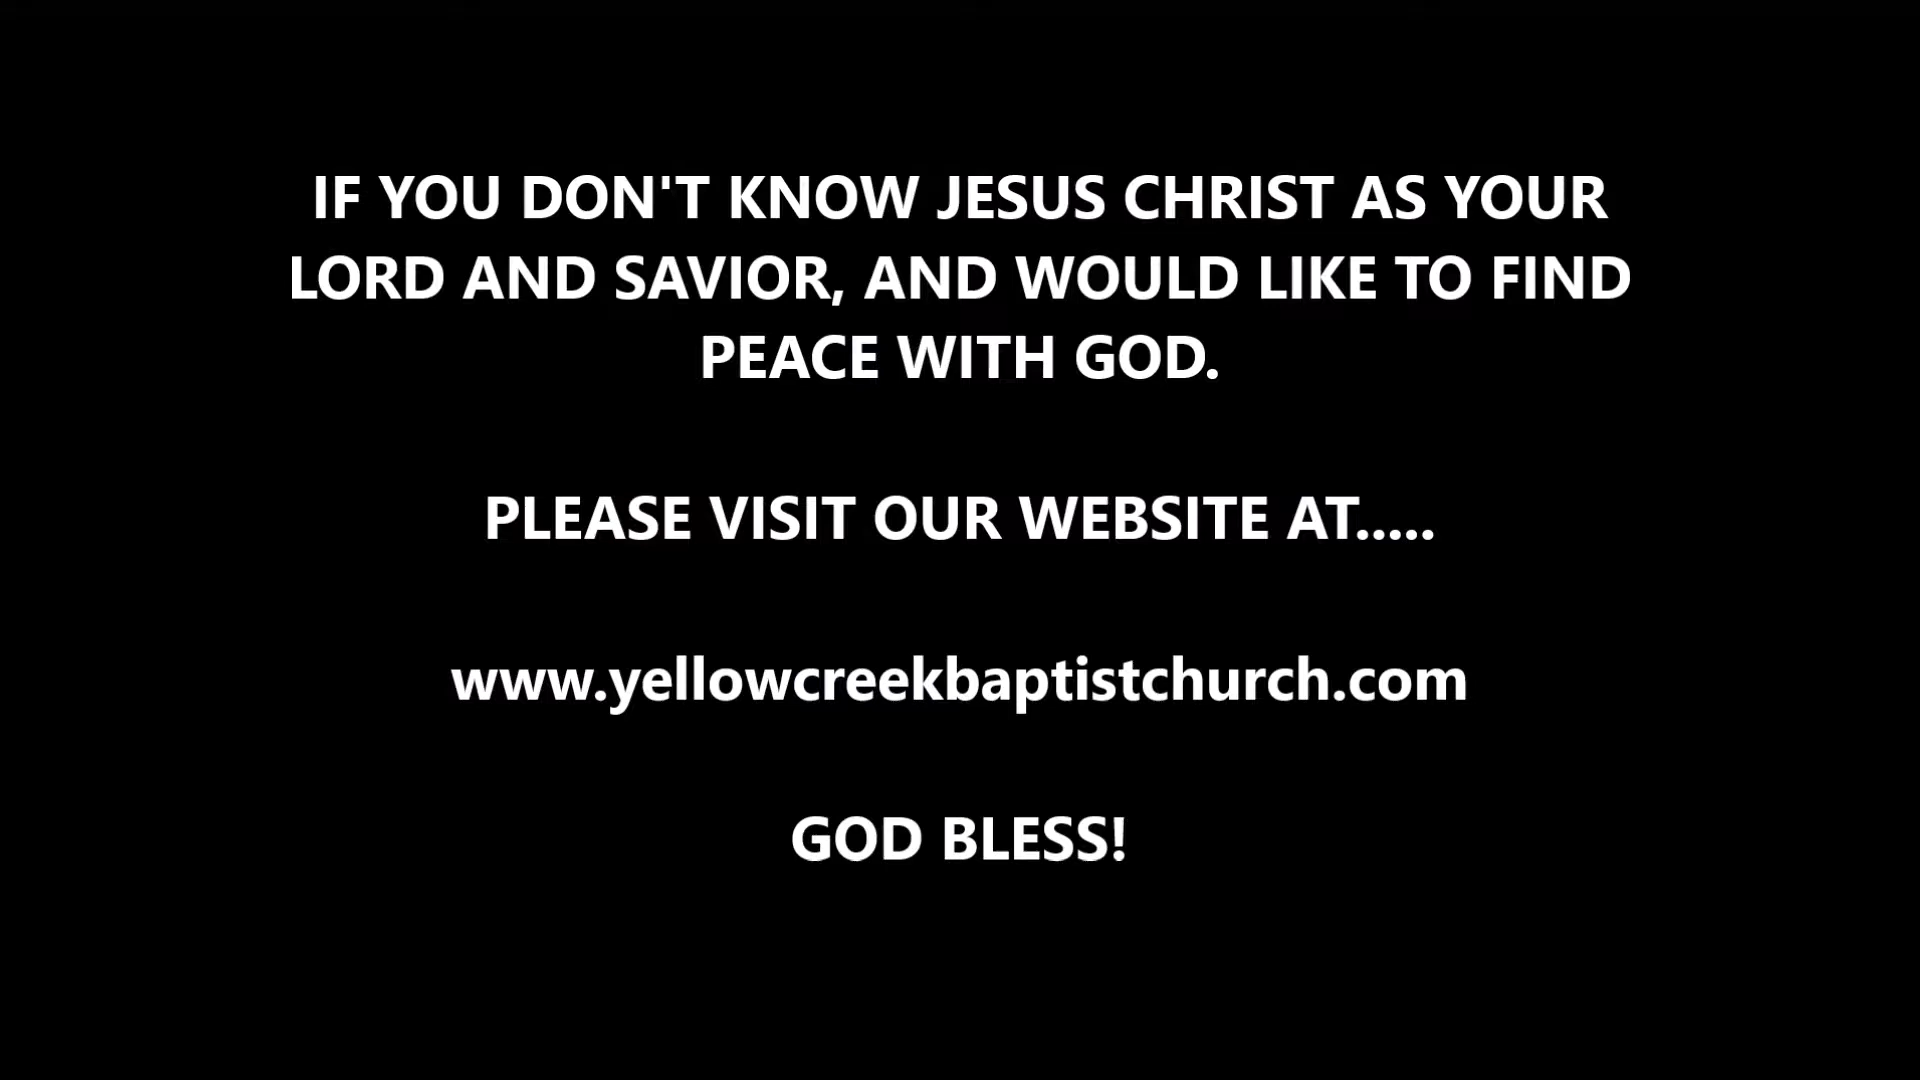 IF YOU DON'T KNOW JESUS CHRIST AS YOUR
LORD AND SAVIOR, AND WOULD LIKE TO FIND
PEACE WITH GOD.
PLEASE VISIT OUR WEBSITE AT.....
www.yellowcreekbaptistchurch.com
GOD BLESS!